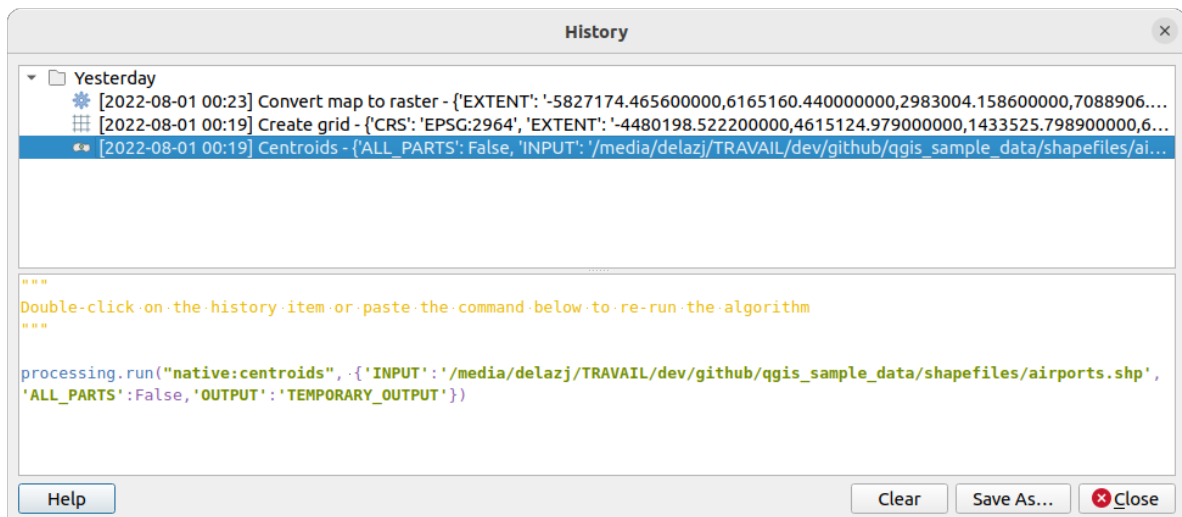 History
Yesterday
[2022-08-01 00:23] Convert map to raster - {'EXTENT': '-5827174.465600000,6165160.440000000,2983004.158600000,7088906....
[2022-08-01 00:19] Create grid - {'CRS': 'EPSG:2964', 'EXTENT': '-4480198.522200000,4615124.979000000,1433525.798900000,6...
[2022-08-01 00:19] Centroids - {'ALL_PARTS': False, 'INPUT': '/media/delazj/TRAVAIL/dev/github/qgis_sample_data/shapefiles/ai...
"""
Double-click·on·the·history·item·or·paste·the·command·below·to·re-run·the·algorithm
"""
processing.run("native:centroids",·{'INPUT':'/media/delazj/TRAVAIL/dev/github/qgis_sample_data/shapefiles/airports.shp',
'ALL_PARTS':False,'OUTPUT':'TEMPORARY_OUTPUT'})
Help Clear Save As... Close